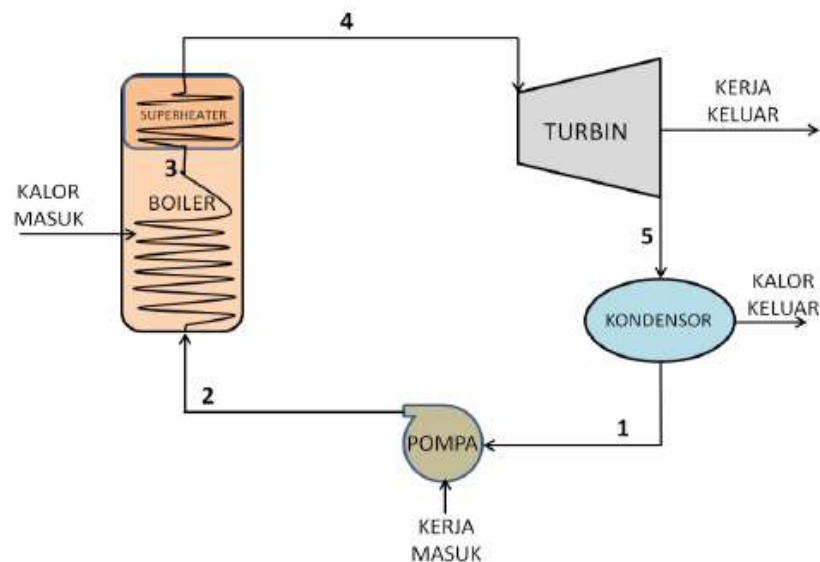 4
SUPERHEATER
3
BOILER
KALOR
MASUK
TURBIN
KERJA
KELUAR
5
KONDENSOR
KALOR
KELUAR
2
POMPA
1
KERJA
MASUK